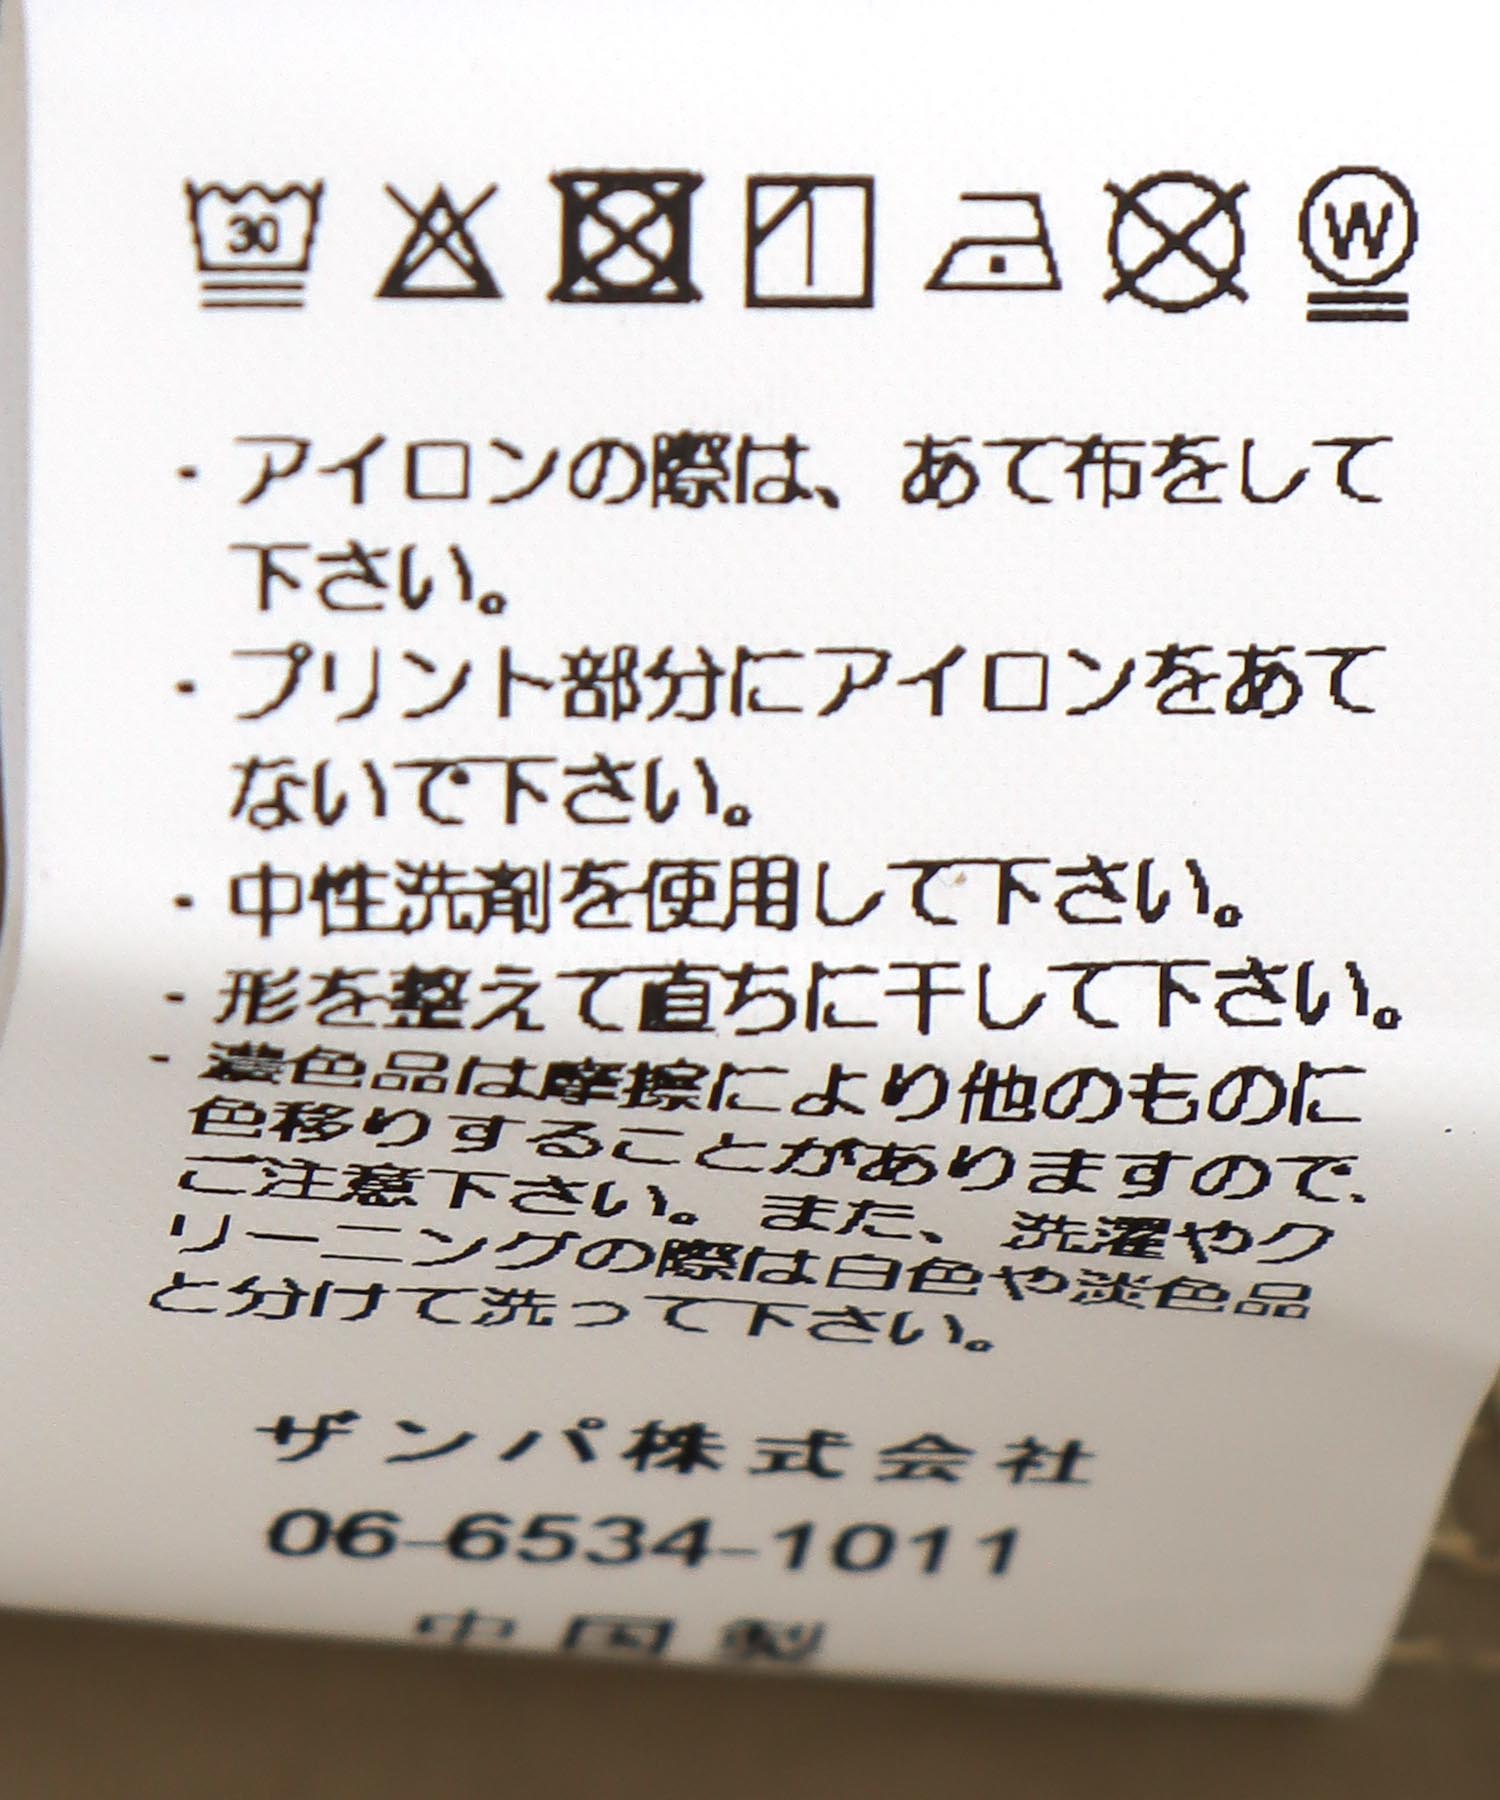 30
W
・アイロンの際は、あて布をして
下さい。
・プリント部分にアイロンをあて
ないで下さい。
・中性洗剤を使用して下さい。
・形を整えて直ちに干して下さい。
・濃色品は摩擦により他のものに
色移りすることがありますので、
ご注意下さい。また、洗濯やク
リーニングの際は白色や淡色品
と分けて洗って下さい。
ザンパ株式会社
06-6534-1011
中国製